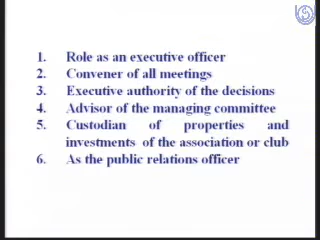 1. Role as an executive officer
2. Convener of all meetings
3. Executive authority of the decisions
4. Advisor of the managing committee
5. Custodian of properties and
investments of the association or club
6. As the public relations officer